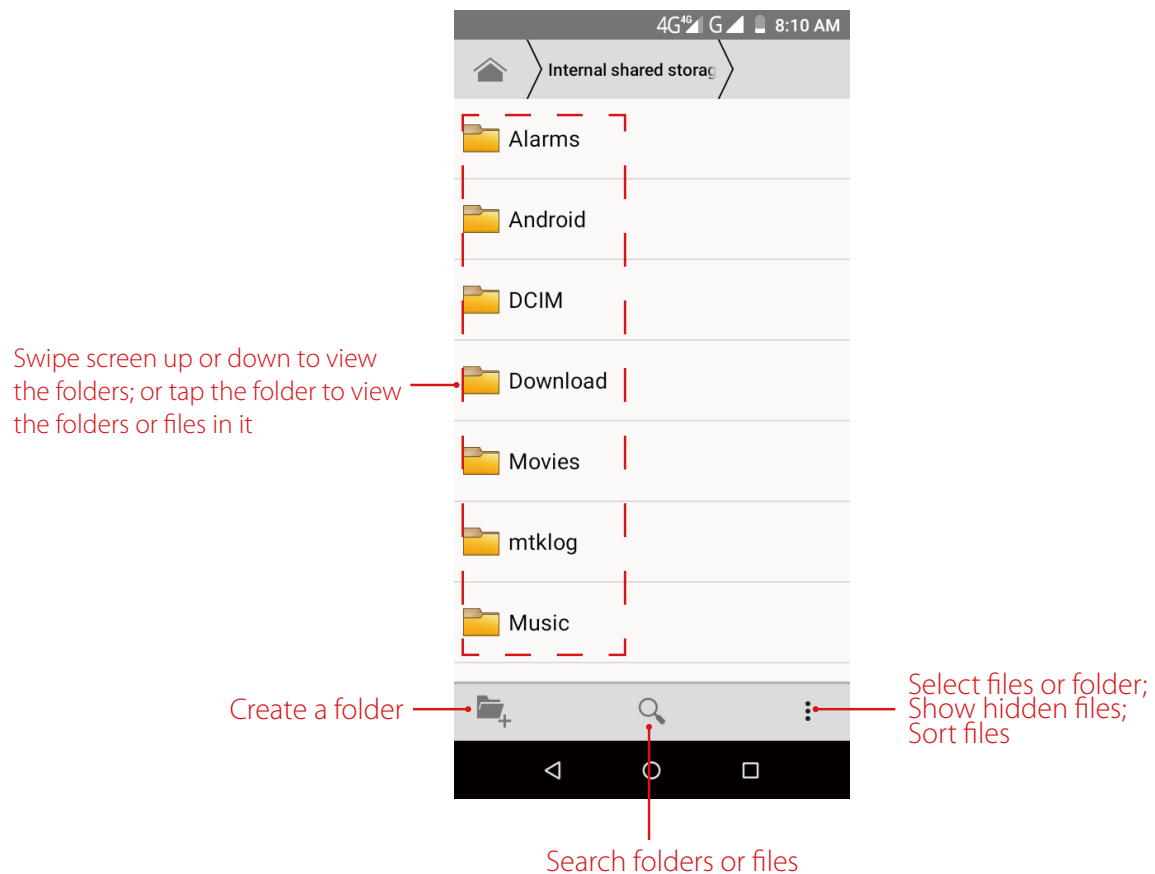 4G4G G 8:10 AM
Internal shared storag
Alarms
Android
DCIM
Swipe screen up or down to view
the folders; or tap the folder to view
the folders or files in it
Download
Movies
mtklog
Music
Create a folder
Select files or folder;
Show hidden files;
Sort files
Search folders or files